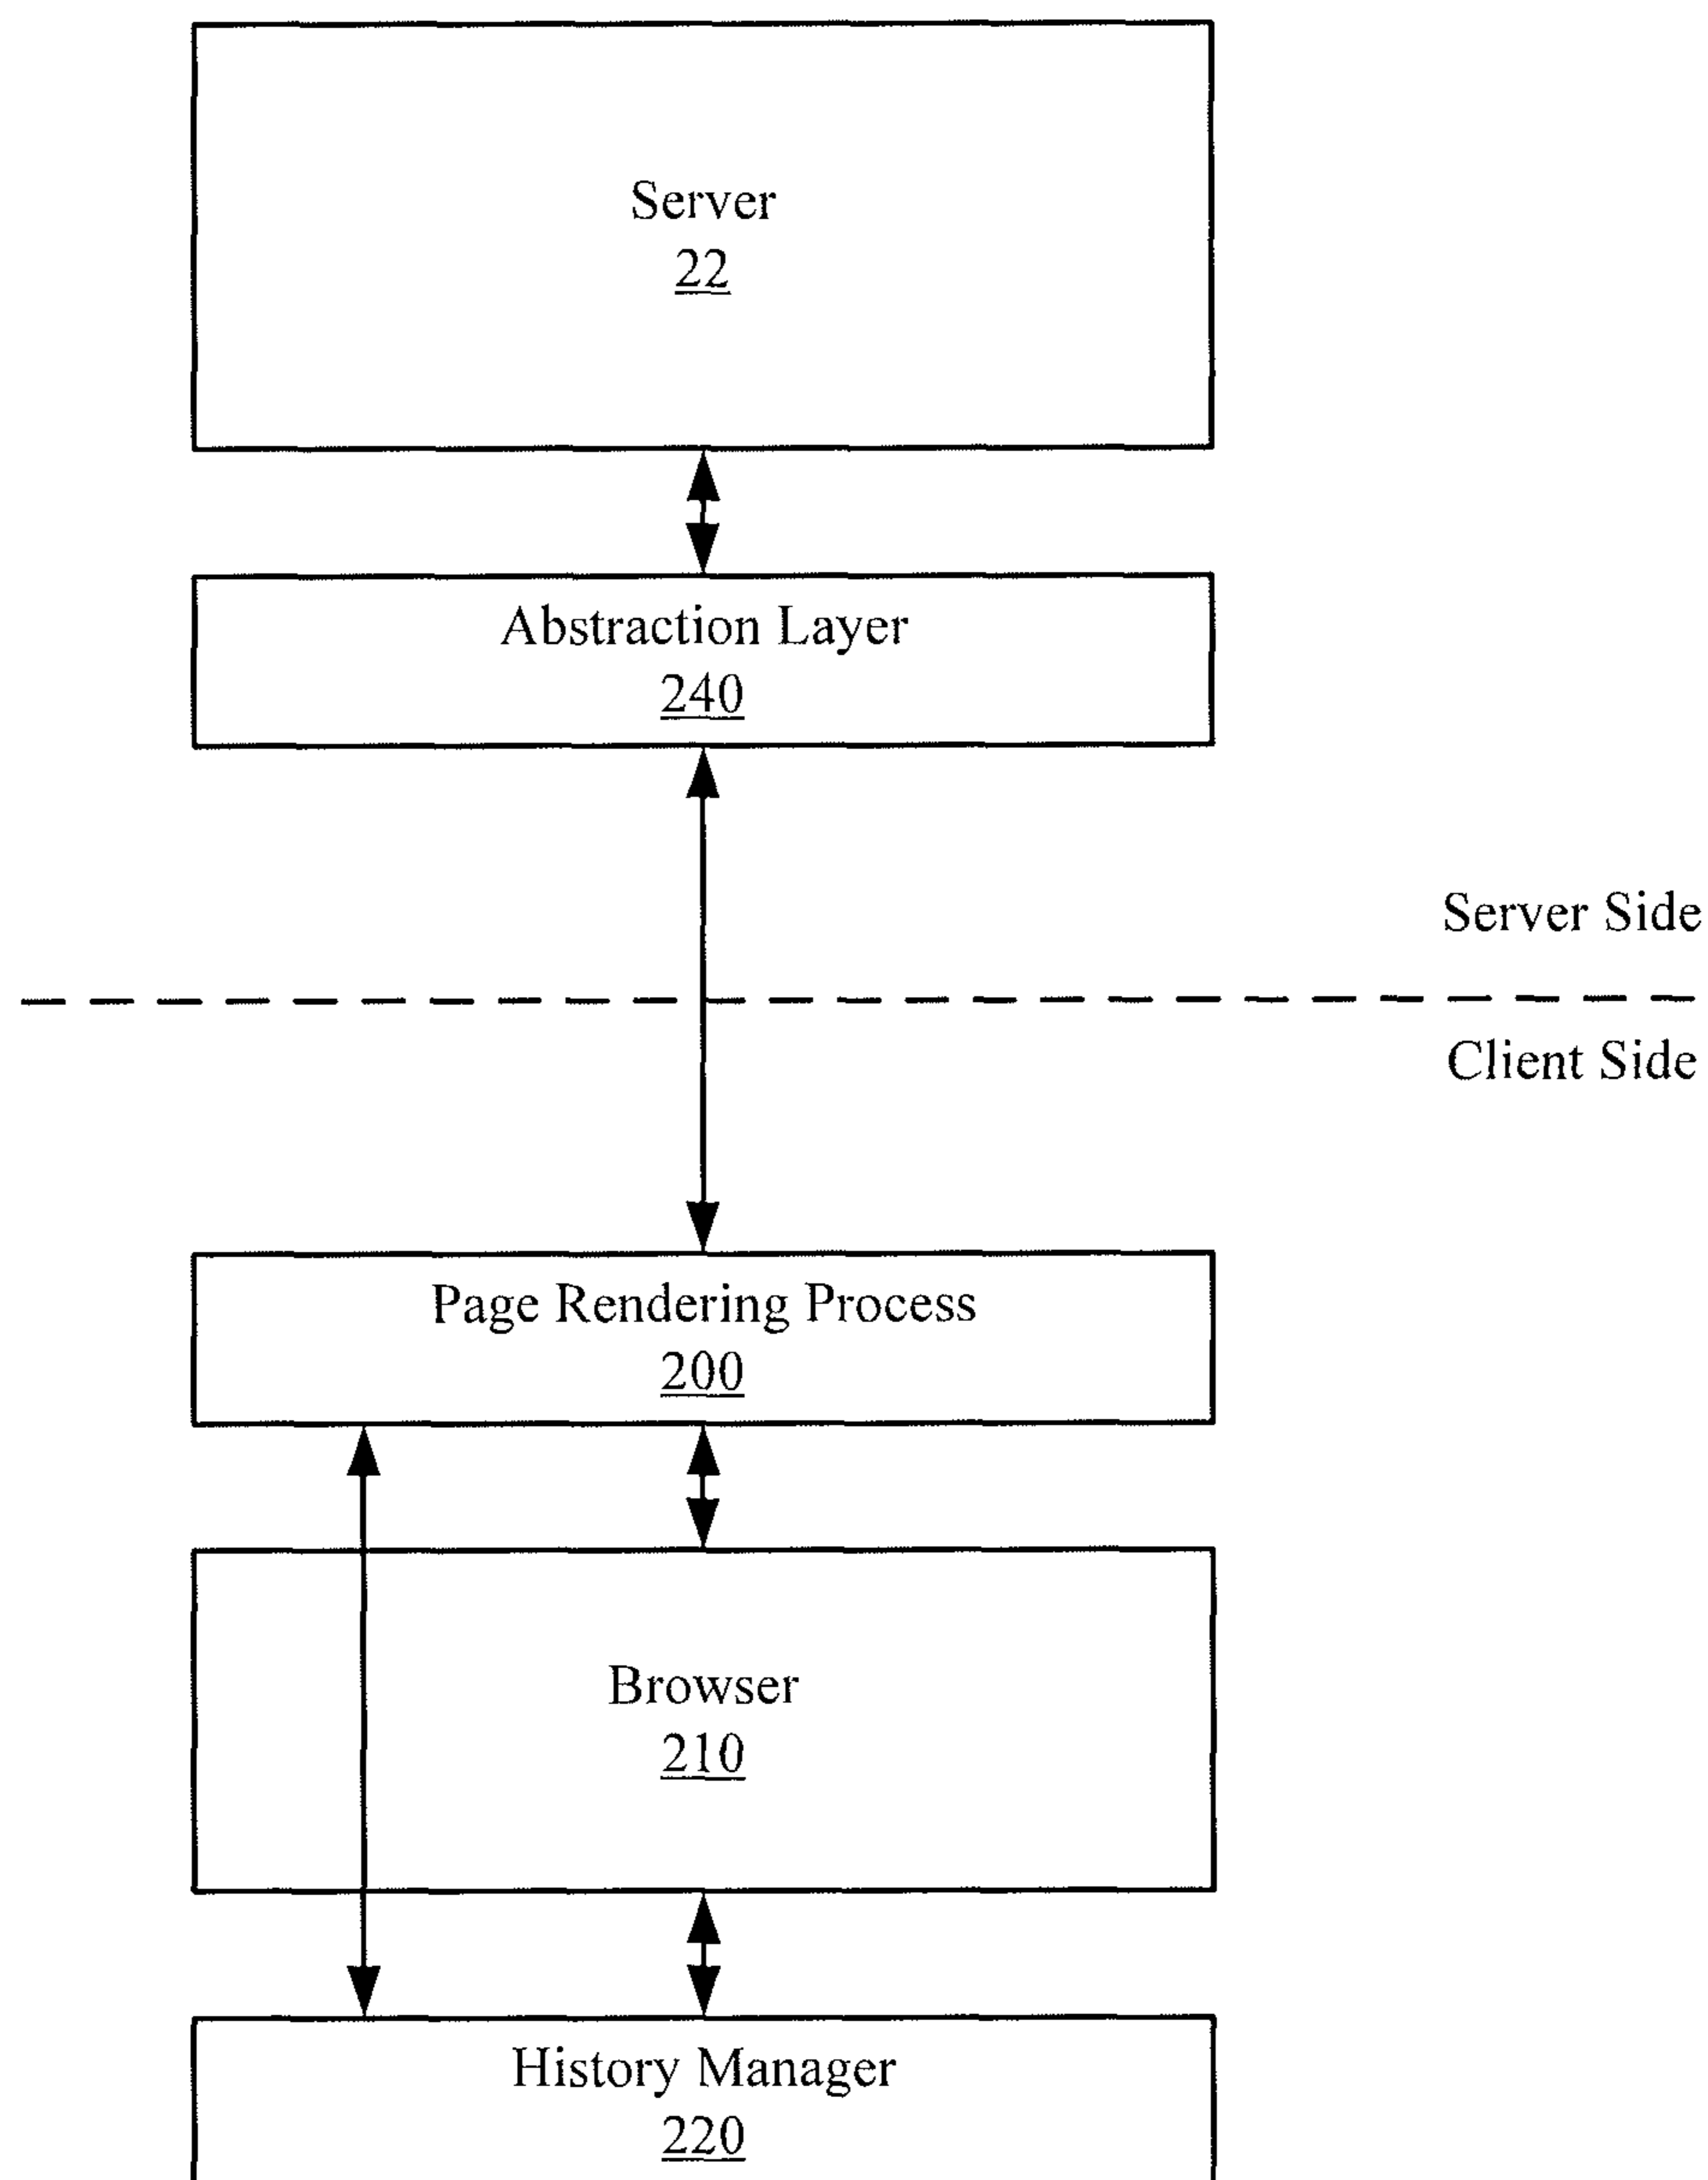 Server
22
Abstraction Layer
240
Server Side
Client Side
Page Rendering Process
200
Browser
210
History Manager
220